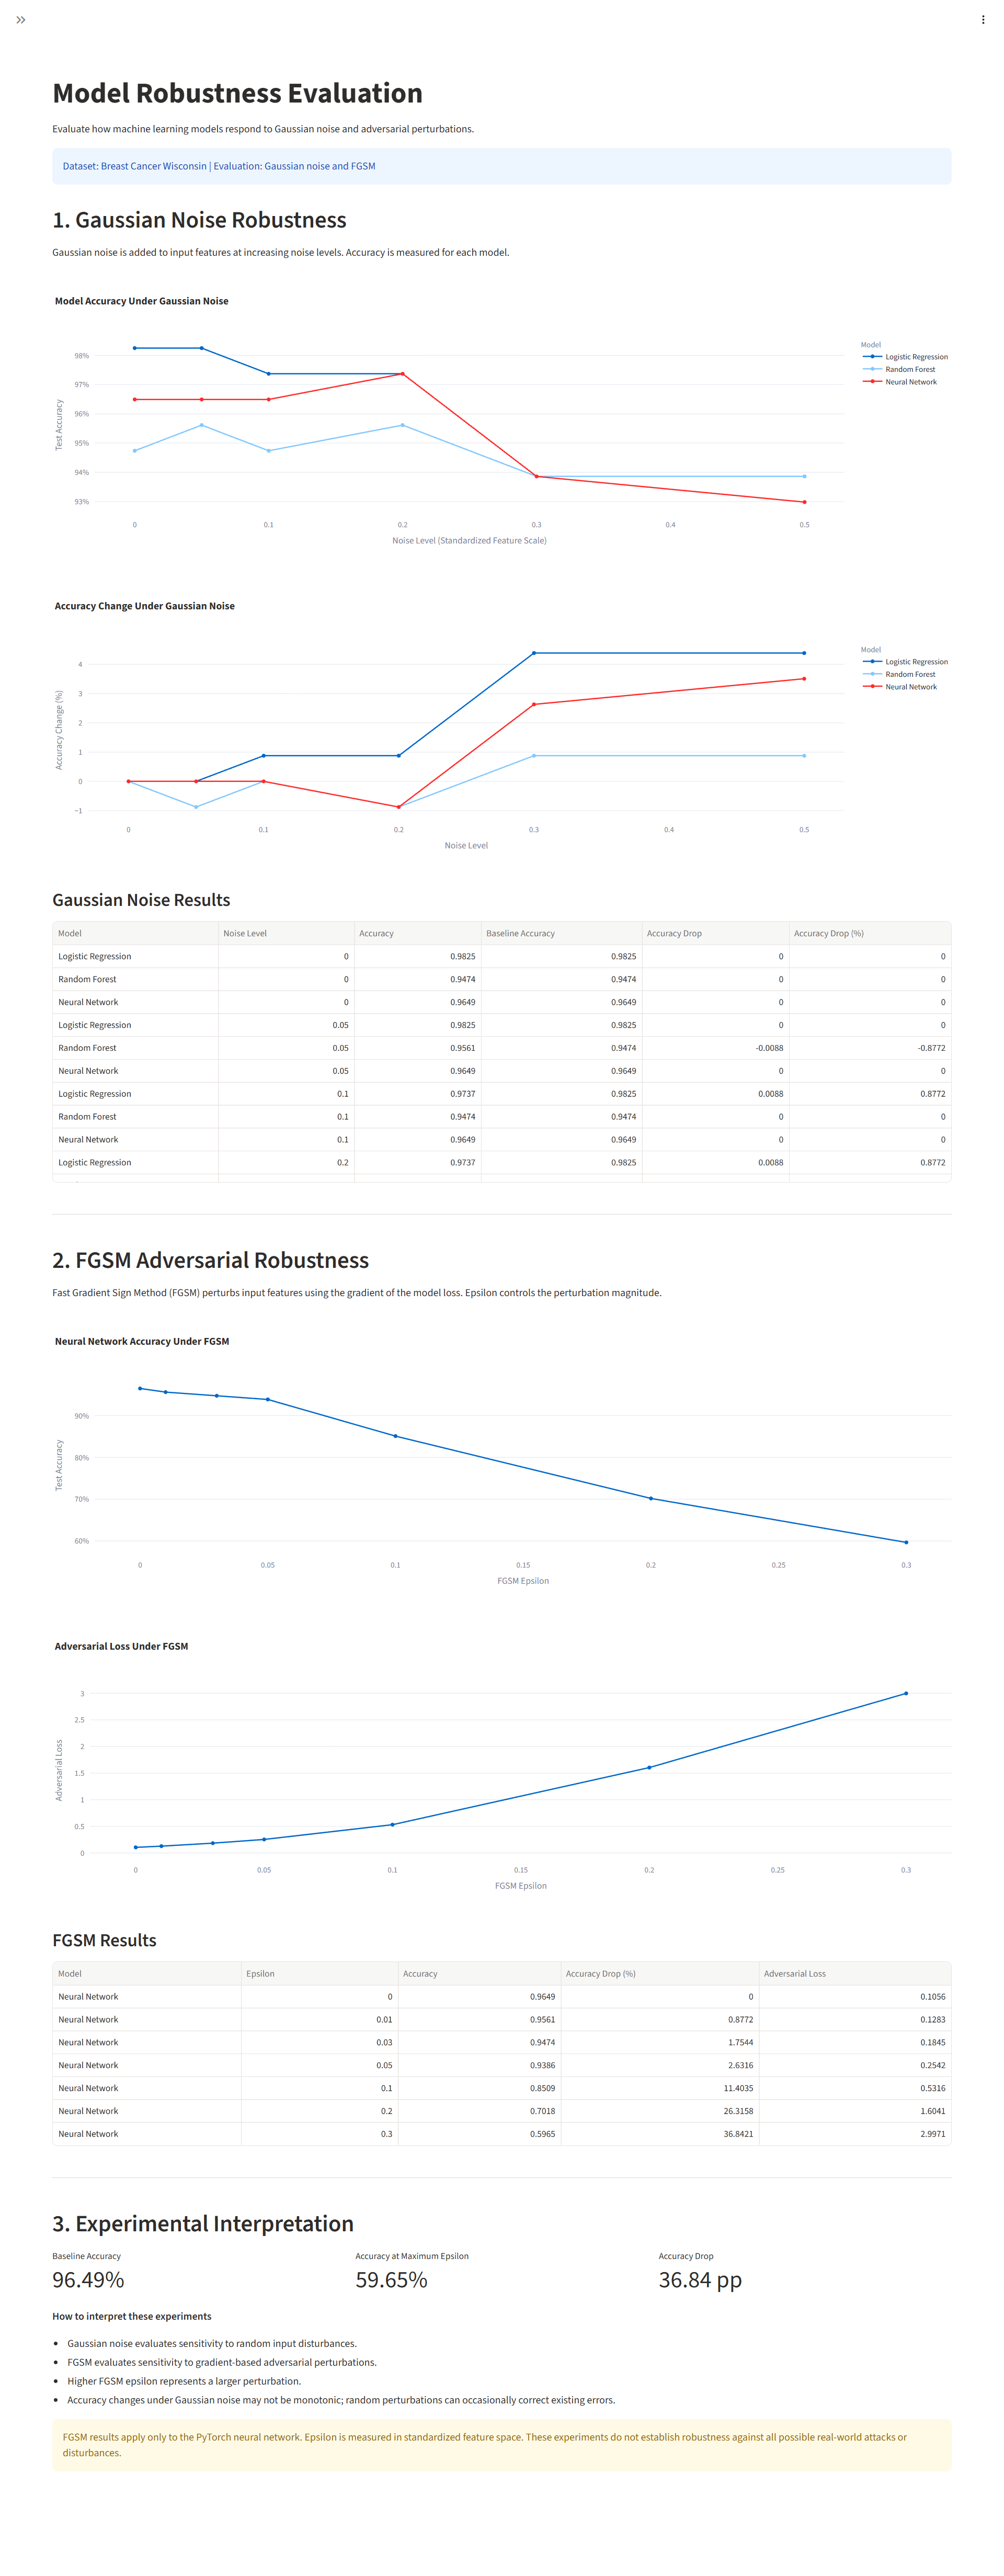 Model Robustness Evaluation
Evaluate how machine learning models respond to Gaussian noise and adversarial perturbations.
Dataset: Breast Cancer Wisconsin | Evaluation: Gaussian noise and FGSM
1. Gaussian Noise Robustness
Gaussian noise is added to input features at increasing noise levels. Accuracy is measured for each model.
Model Accuracy Under Gaussian Noise
Test Accuracy
98%
97%
96%
95%
94%
93%
0 0.1 0.2 0.3 0.4 0.5
Noise Level (Standardized Feature Scale)
Model
Logistic Regression
Random Forest
Neural Network
Accuracy Change Under Gaussian Noise
Accuracy Change (%)
4
3
2
1
0
−1
0 0.1 0.2 0.3 0.4 0.5
Noise Level
Model
Logistic Regression
Random Forest
Neural Network
Gaussian Noise Results
Model Noise Level Accuracy Baseline Accuracy Accuracy Drop Accuracy Drop (%)
Logistic Regression 0 0.9825 0.9825 0 0
Random Forest 0 0.9474 0.9474 0 0
Neural Network 0 0.9649 0.9649 0 0
Logistic Regression 0.05 0.9825 0.9825 0 0
Random Forest 0.05 0.9561 0.9474 -0.0088 -0.8772
Neural Network 0.05 0.9649 0.9649 0 0
Logistic Regression 0.1 0.9737 0.9825 0.0088 0.8772
Random Forest 0.1 0.9474 0.9474 0 0
Neural Network 0.1 0.9649 0.9649 0 0
Logistic Regression 0.2 0.9737 0.9825 0.0088 0.8772
2. FGSM Adversarial Robustness
Fast Gradient Sign Method (FGSM) perturbs input features using the gradient of the model loss. Epsilon controls the perturbation magnitude.
Neural Network Accuracy Under FGSM
Test Accuracy
90%
80%
70%
60%
0 0.05 0.1 0.15 0.2 0.25 0.3
FGSM Epsilon
Adversarial Loss Under FGSM
Adversarial Loss
3
2.5
2
1.5
1
0.5
0
0 0.05 0.1 0.15 0.2 0.25 0.3
FGSM Epsilon
FGSM Results
Model Epsilon Accuracy Accuracy Drop (%) Adversarial Loss
Neural Network 0 0.9649 0 0.1056
Neural Network 0.01 0.9561 0.8772 0.1283
Neural Network 0.03 0.9474 1.7544 0.1845
Neural Network 0.05 0.9386 2.6316 0.2542
Neural Network 0.1 0.8509 11.4035 0.5316
Neural Network 0.2 0.7018 26.3158 1.6041
Neural Network 0.3 0.5965 36.8421 2.9971
3. Experimental Interpretation
Baseline Accuracy Accuracy at Maximum Epsilon Accuracy Drop
96.49% 59.65% 36.84 pp
How to interpret these experiments
• Gaussian noise evaluates sensitivity to random input disturbances.
• FGSM evaluates sensitivity to gradient-based adversarial perturbations.
• Higher FGSM epsilon represents a larger perturbation.
• Accuracy changes under Gaussian noise may not be monotonic; random perturbations can occasionally correct existing errors.
FGSM results apply only to the PyTorch neural network. Epsilon is measured in standardized feature space. These experiments do not establish robustness against all possible real-world attacks or
disturbances.